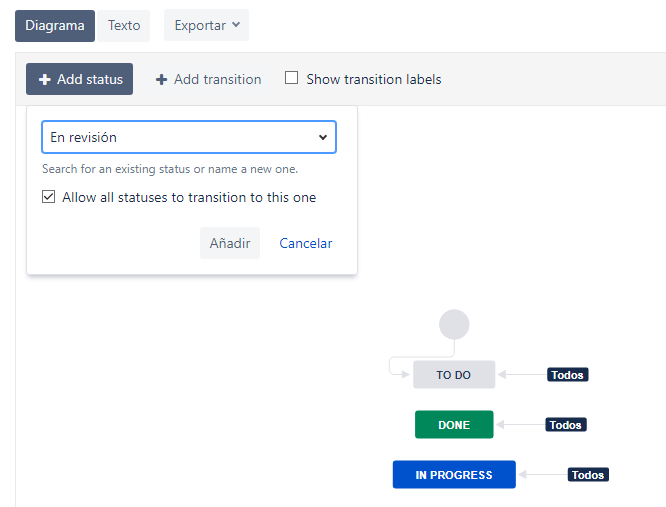 Diagrama Texto Exportar
Add status Add transition Show transition labels
En revisión
Search for an existing status or name a new one.
Allow all statuses to transition to this one
Añadir Cancelar
TO DO Todos
DONE Todos
IN PROGRESS Todos